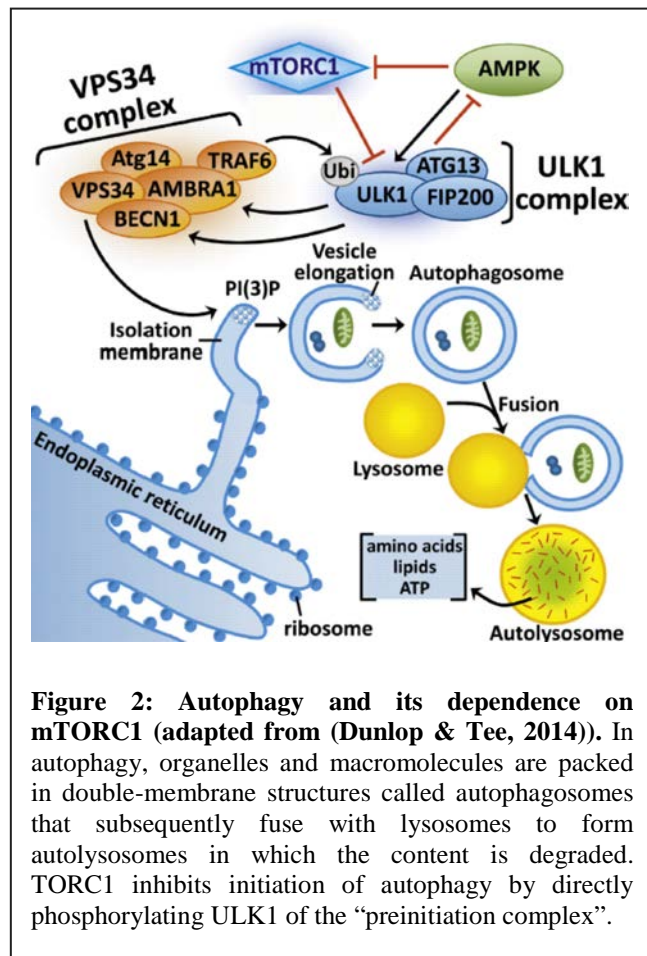 mTORC1
AMPK
VPS34
complex
Atg14
TRAF6
VPS34
AMBRA1
BECN1
Ubi
ATG13
ULK1
FIP200
ULK1
complex
Vesicle
elongation
Autophagosome
PI(3)P
Isolation
membrane
Fusion
Lysosome
Endoplasmic reticulum
amino acids
lipids
ATP
ribosome
Autolysosome
Figure 2: Autophagy and its dependence on
mTORC1 (adapted from (Dunlop & Tee, 2014)). In
autophagy, organelles and macromolecules are packed
in double-membrane structures called autophagosomes
that subsequently fuse with lysosomes to form
autolysosomes in which the content is degraded.
TORC1 inhibits initiation of autophagy by directly
phosphorylating ULK1 of the “preinitiation complex”.